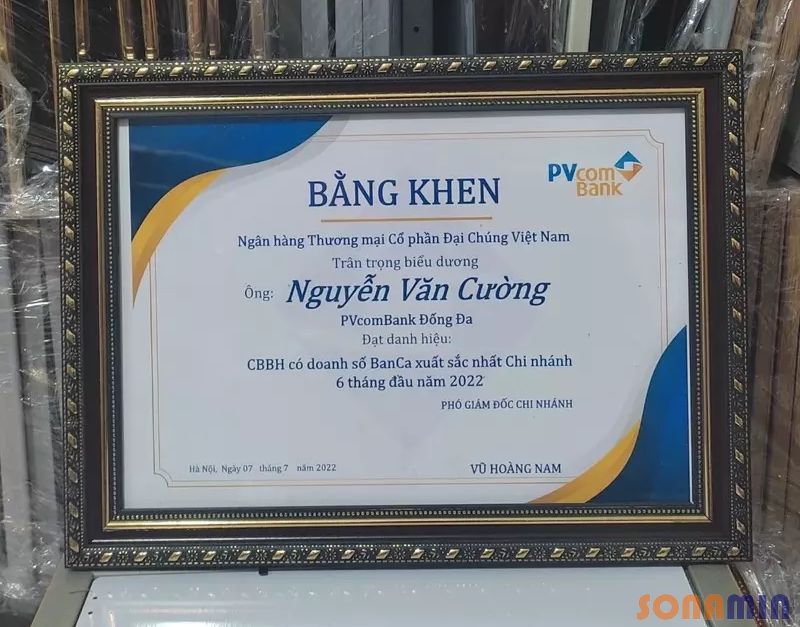 BẰNG KHEN
PVcom
Bank
Ngân hàng Thương mại Cổ phần Đại Chúng Việt Nam
Trân trọng biểu dương
Ông: Nguyễn Văn Cường
PVcomBank Đống Đa
Đạt danh hiệu:
CBBH có doanh số BanCa xuất sắc nhất Chi nhánh
6 tháng đầu năm 2022
PHÓ GIÁM ĐỐC CHI NHÁNH
Hà Nội, Ngày 07 tháng 7 năm 2022
VŨ HOÀNG NAM
SONAMIN